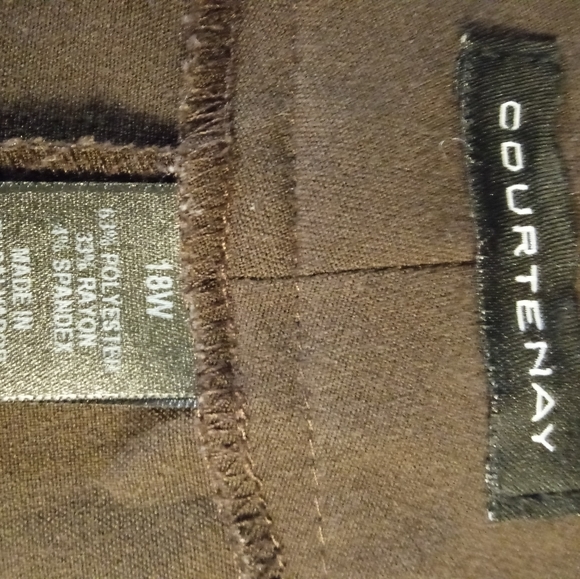 COURTENAY
18W
63% POLYESTER
33% RAYON
4% SPANDEX
MADE IN